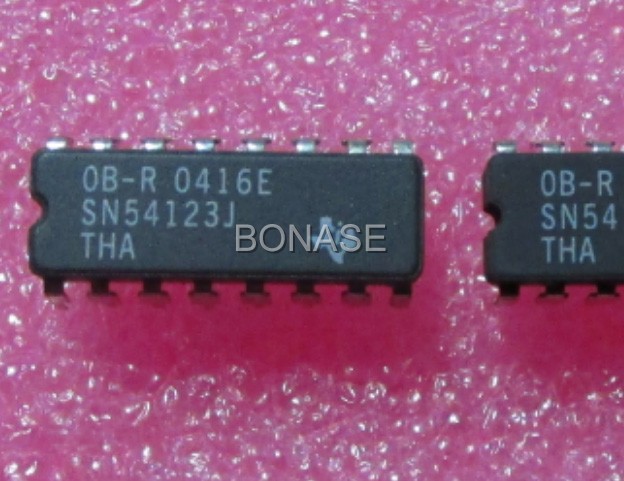 OB-R 0416E
SN54123J
THA
BONASE
OB-R
SN54
THA